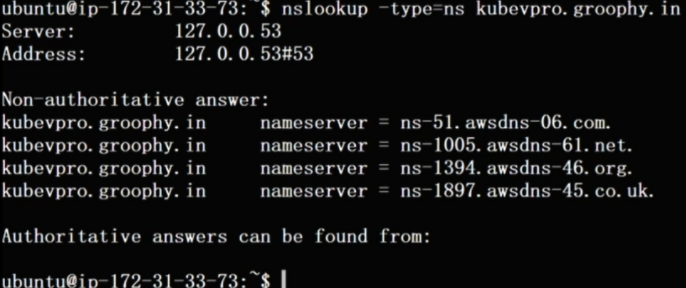 ubuntu@ip-172-31-33-73:~$ nslookup -type=ns kubevpro.groophy.in
Server: 127.0.0.53
Address: 127.0.0.53#53
Non-authoritative answer:
kubevpro.groophy.in nameserver = ns-51.awsdns-06.com.
kubevpro.groophy.in nameserver = ns-1005.awsdns-61.net.
kubevpro.groophy.in nameserver = ns-1394.awsdns-46.org.
kubevpro.groophy.in nameserver = ns-1897.awsdns-45.co.uk.
Authoritative answers can be found from:
ubuntu@ip-172-31-33-73:~$